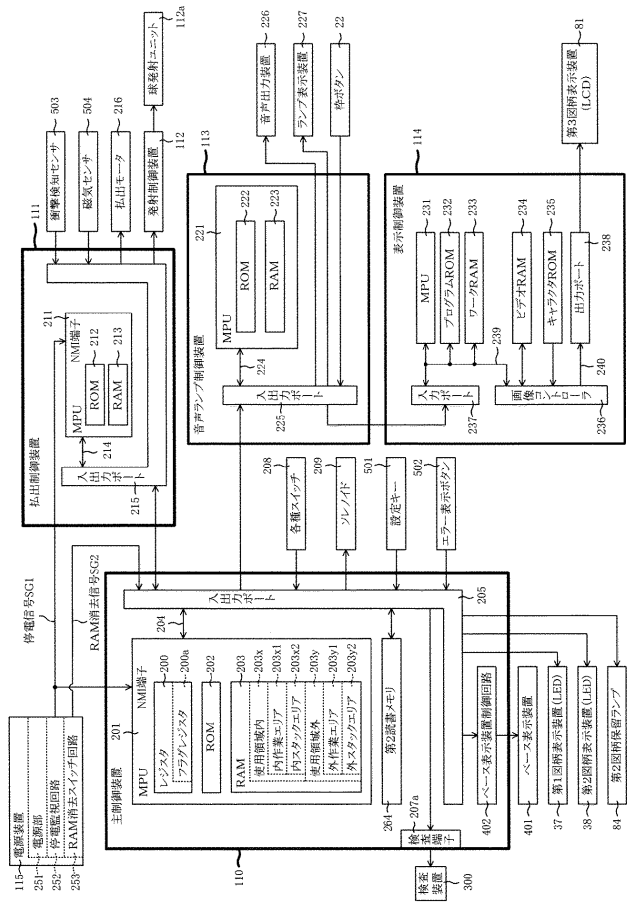 電源装置
115
電源部
251
停電監視回路
252
RAM消去スイッチ回路
253
停電信号SG1
RAM消去信号SG2
払出制御装置
111
211
NMI端子
MPU
ROM
212
RAM
213
214
入出力ポート
215
衝撃検知センサ
503
磁気センサ
504
払出モータ
216
発射制御装置
112
球発射ユニット
112a
主制御装置
110
201
NMI端子
MPU
レジスタ
200
フラグレジスタ
200a
ROM
202
RAM
203
使用領域内
203x
内作業エリア
203x1
内スタックエリア
203x2
使用領域外
203y
外作業エリア
203y1
外スタックエリア
203y2
204
入出力ポート
205
第2読書メモリ
264
207a
検査端子
検査装置
300
各種スイッチ
208
ソレノイド
209
設定キー
501
エラー表示ボタン
502
音声ランプ制御装置
113
221
MPU
ROM
222
RAM
223
224
入出力ポート
225
音声出力装置
226
ランプ表示装置
227
枠ボタン
22
表示制御装置
114
MPU
231
プログラムROM
232
ワークRAM
233
ビデオRAM
234
キャラクタROM
235
出力ポート
238
239
240
入力ポート
237
画像コントローラ
236
第3図柄表示装置
(LCD)
81
ベース表示装置制御回路
402
ベース表示装置
401
第1図柄表示装置(LED)
37
第2図柄表示装置(LED)
38
第2図柄保留ランプ
84